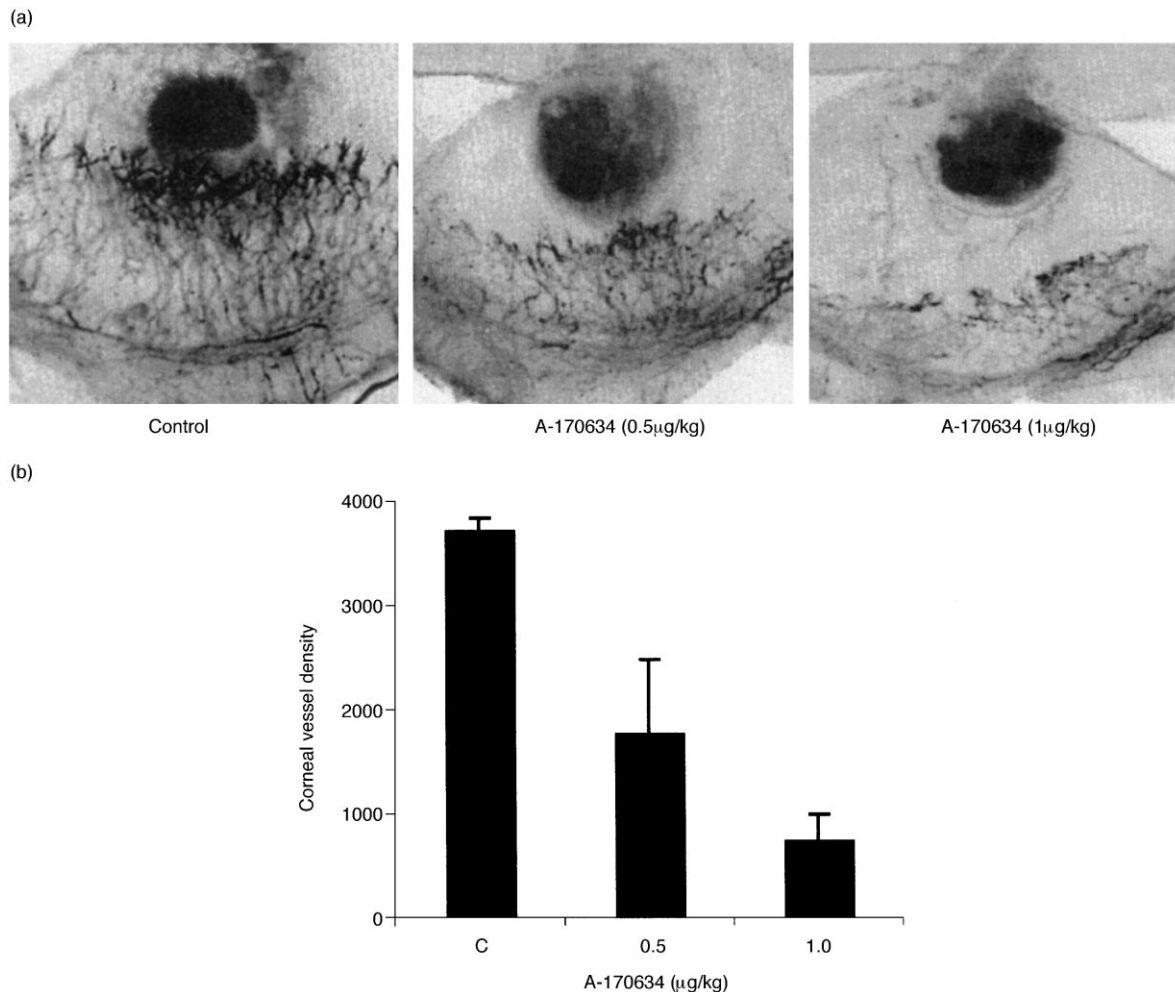 (a)
Control
A-170634 (0.5μg/kg)
A-170634 (1μg/kg)
(b)
Corneal vessel density
4000
3000
2000
1000
0
C
0.5
1.0
A-170634 (μg/kg)